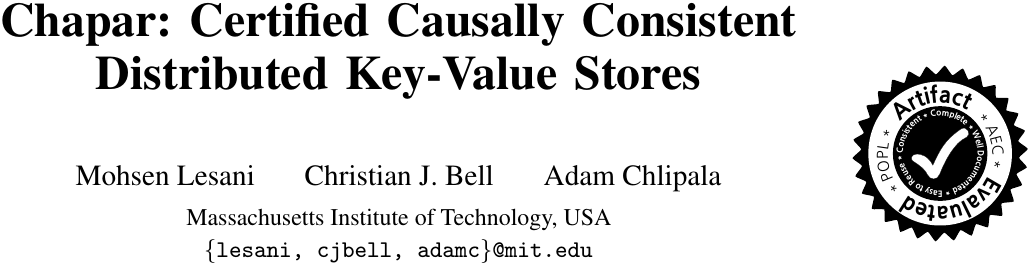 Chapar: Certified Causally Consistent
Distributed Key-Value Stores
Mohsen Lesani Christian J. Bell Adam Chlipala
Massachusetts Institute of Technology, USA
{lesani, cjbell, adamc}@mit.edu
Artifact
Evaluated
* POPL *
* AEC *
Consistent * Complete * Well Documented * Easy to Reuse *